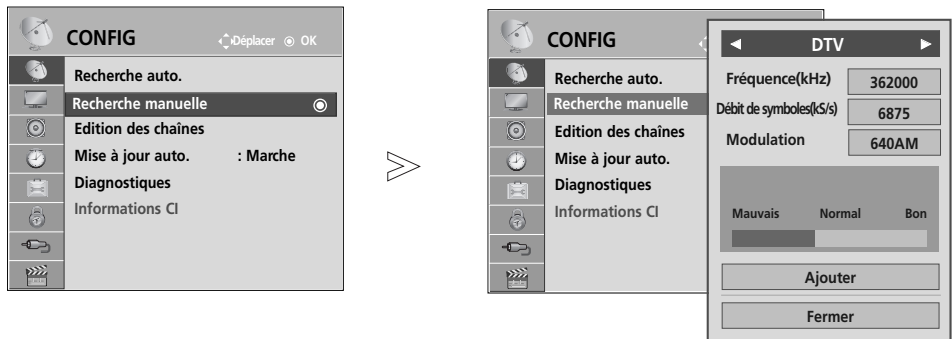 CONFIG
Déplacer OK
Recherche auto.
Recherche manuelle
Edition des chaînes
Mise à jour auto. : Marche
Diagnostiques
Informations CI
CONFIG
Recherche auto.
Recherche manuelle
Edition des chaînes
Mise à jour auto.
Diagnostiques
Informations CI
DTV
Fréquence(kHz) 362000
Débit de symboles(kS/s) 6875
Modulation 640AM
Mauvais Normal Bon
Ajouter
Fermer